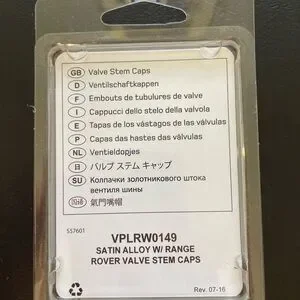 GB Valve Stem Caps
D Ventilschaftkappen
F Embouts de tubulures de valve
I Cappucci dello stelo della valvola
E Tapas de los vástagos de las válvulas
P Capas das hastas das válvulas
NL Ventieldopjes
日 バルブ ステム キャップ
SU Колпачки золотникового штока
вентиля шины
氣門嘴帽
557601
VPLRW0149
SATIN ALLOY W/ RANGE
ROVER VALVE STEM CAPS
Rev. 07-16